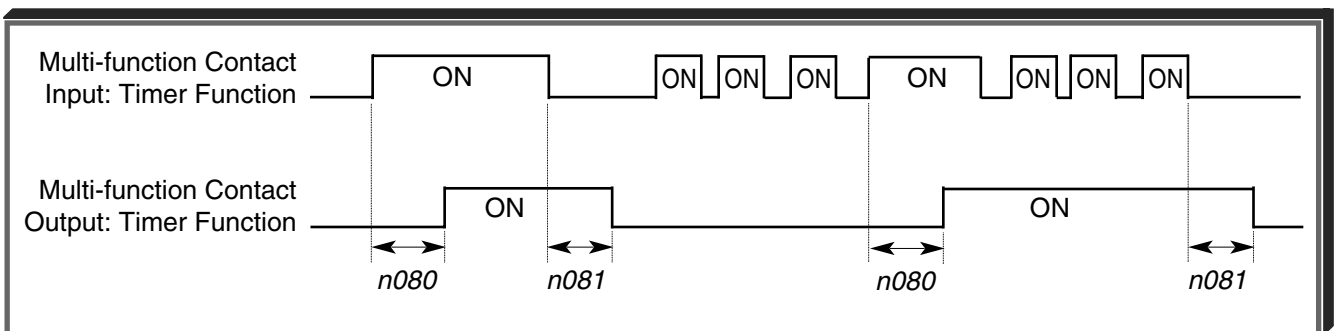 Multi-function Contact
Input: Timer Function
ON
ON
ON
ON
ON
ON
ON
ON
Multi-function Contact
Output: Timer Function
ON
ON
n080
n081
n080
n081